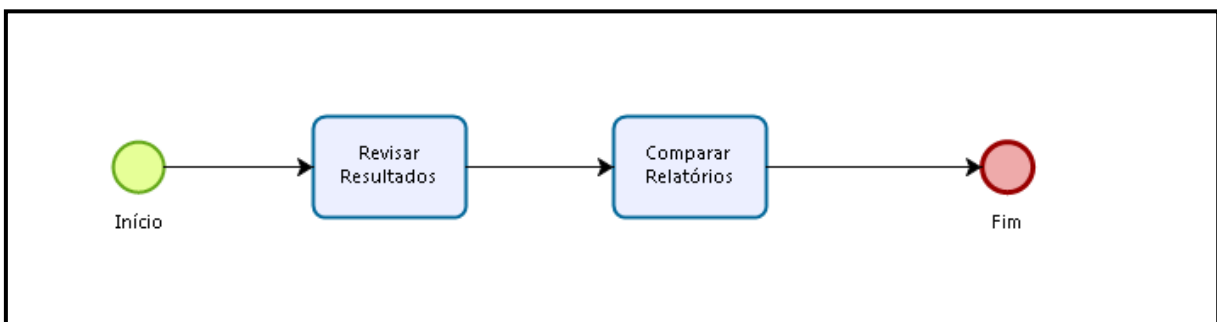 Revisar
Resultados
Comparar
Relatórios
Início
Fim